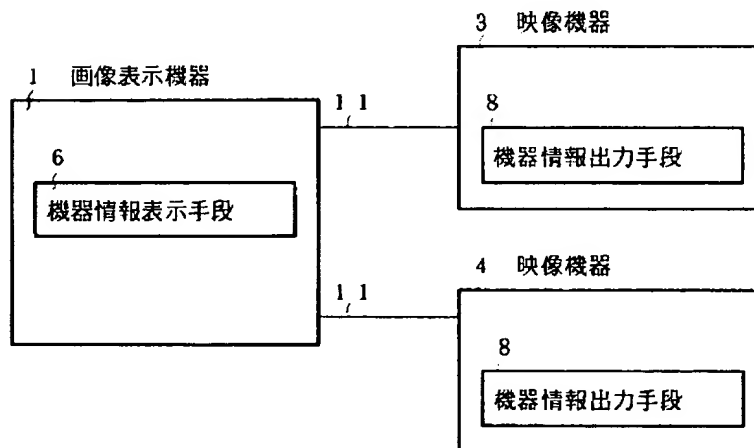 3 映像機器
1 画像表示機器
1 1
8
機器情報出力手段
6
機器情報表示手段
4 映像機器
1 1
8
機器情報出力手段